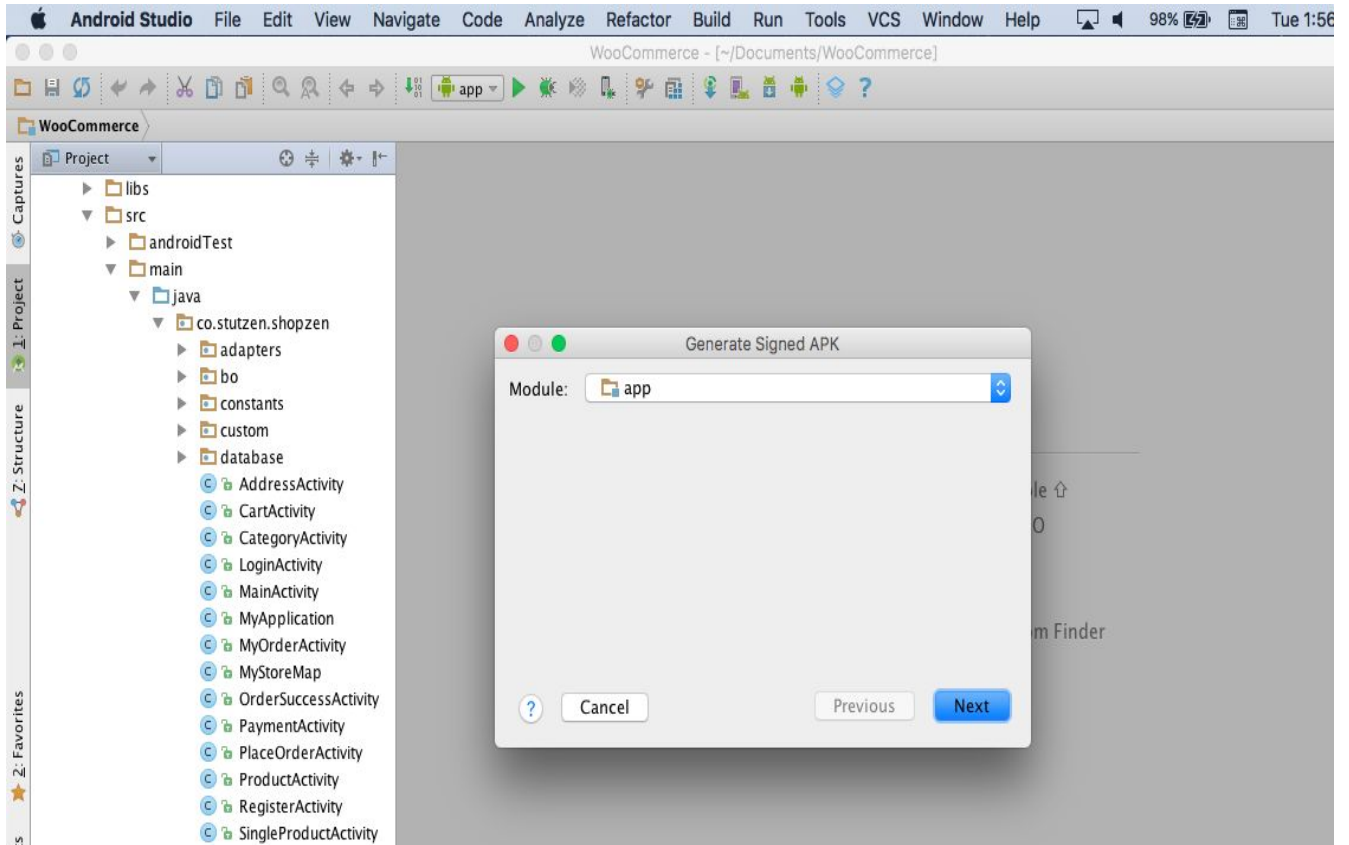 Android Studio File Edit View Navigate Code Analyze Refactor Build Run Tools VCS Window Help 98% Tue 1:56
WooCommerce - [~/Documents/WooCommerce]
app
WooCommerce
Project
Captures
1: Project
Z: Structure
2: Favorites
libs
src
androidTest
main
java
co.stutzen.shopzen
adapters
bo
constants
custom
database
AddressActivity
CartActivity
CategoryActivity
LoginActivity
MainActivity
MyApplication
MyOrderActivity
MyStoreMap
OrderSuccessActivity
PaymentActivity
PlaceOrderActivity
ProductActivity
RegisterActivity
SingleProductActivity
Generate Signed APK
Module: app
? Cancel Previous Next
le ⇧
O
m Finder